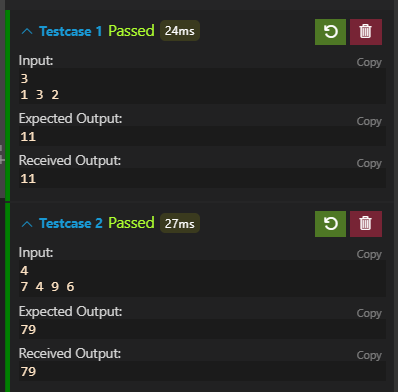 Testcase 1 Passed 24ms
Input:
Copy
3
1 3 2
Expected Output:
Copy
11
Received Output:
Copy
11
Testcase 2 Passed 27ms
Input:
Copy
4
7 4 9 6
Expected Output:
Copy
79
Received Output:
Copy
79